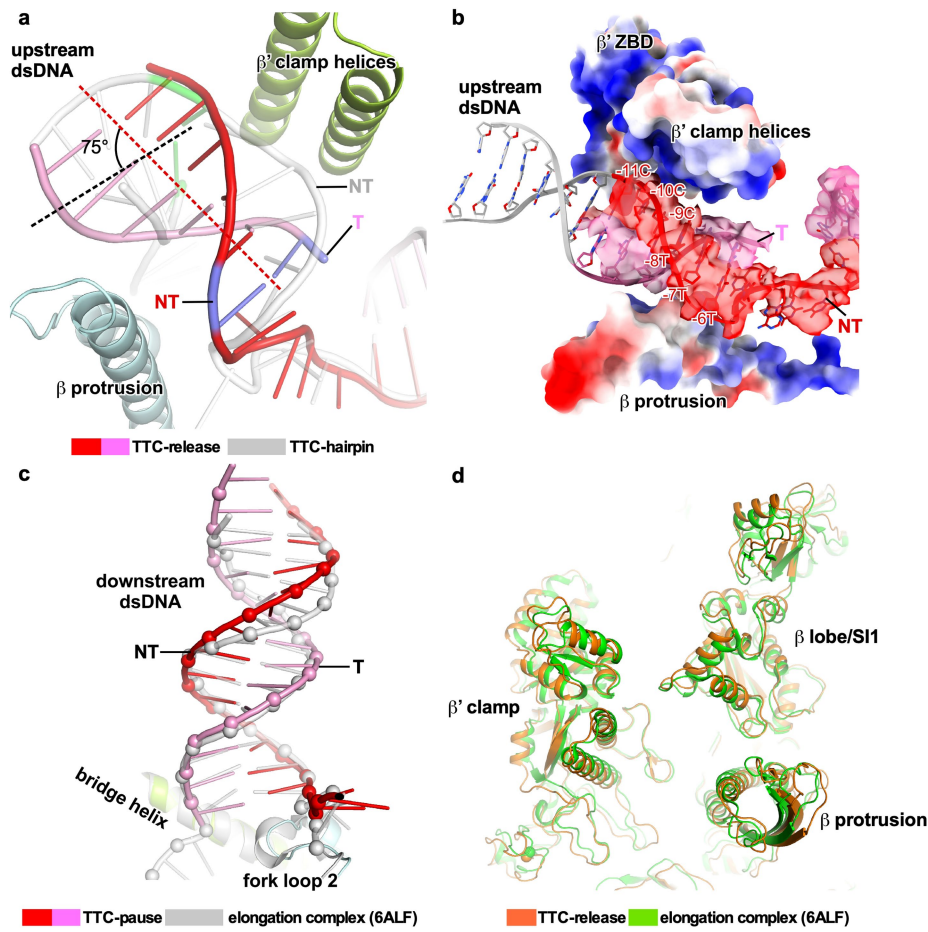 a
upstream
dsDNA
β' clamp helices
75°
NT
T
NT
β protrusion
TTC-release
TTC-hairpin
b
β' ZBD
upstream
dsDNA
β' clamp helices
-11C
-10C
-9C
T
-8T
-7T
-6T
NT
β protrusion
c
downstream
dsDNA
NT
T
bridge helix
fork loop 2
TTC-pause
elongation complex (6ALF)
d
β lobe/SI1
β' clamp
β protrusion
TTC-release
elongation complex (6ALF)